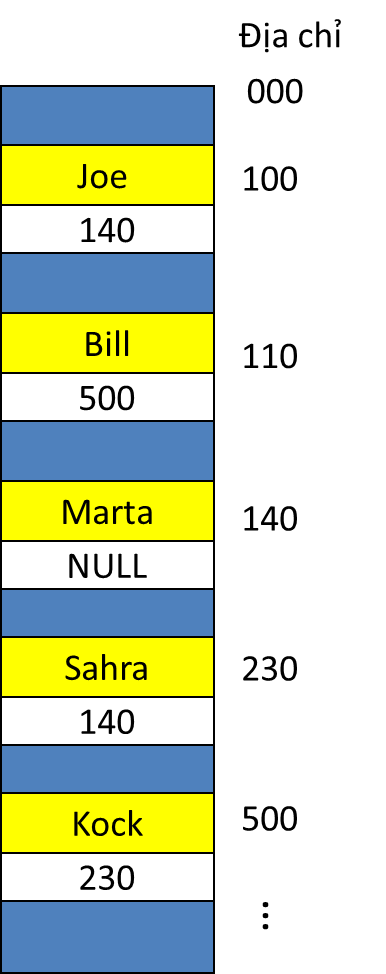 Địa chỉ
000
Joe 100
140
Bill 110
500
Marta 140
NULL
Sahra 230
140
Kock 500
230
⋮